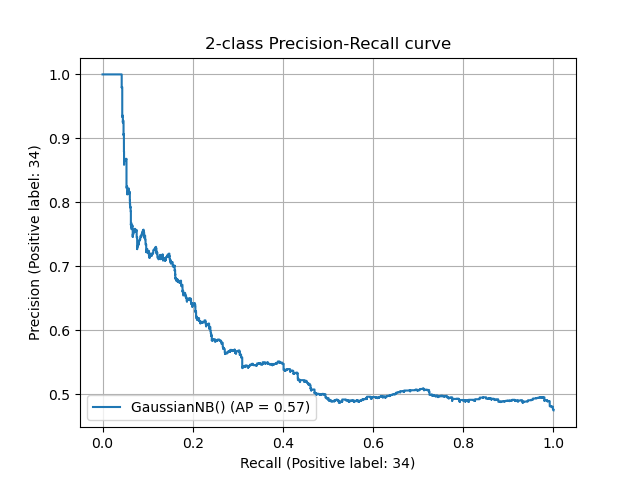 2-class Precision-Recall curve
Precision (Positive label: 34)
1.0
0.9
0.8
0.7
0.6
0.5
GaussianNB() (AP = 0.57)
0.0 0.2 0.4 0.6 0.8 1.0
Recall (Positive label: 34)